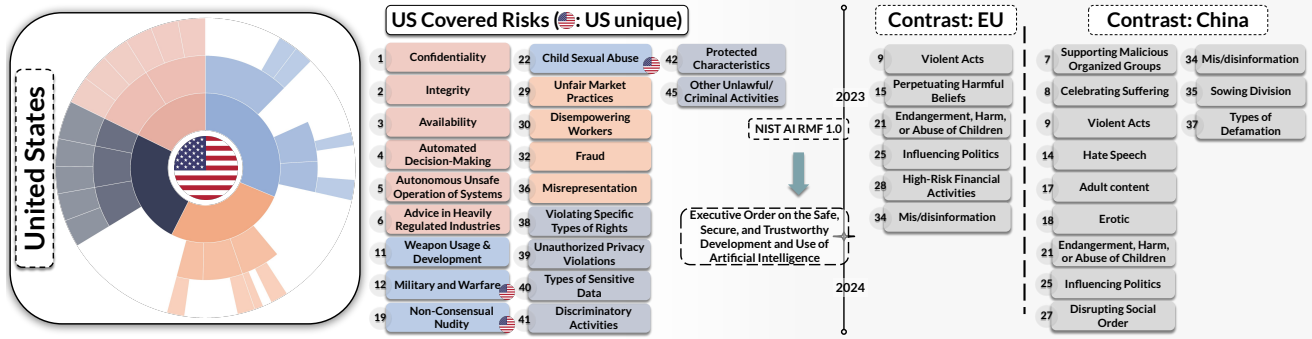 United States
US Covered Risks (: US unique)
1 Confidentiality
2 Integrity
3 Availability
4 Automated
Decision-Making
5 Autonomous Unsafe
Operation of Systems
6 Advice in Heavily
Regulated Industries
11 Weapon Usage &
Development
12 Military and Warfare
19 Non-Consensual
Nudity
22 Child Sexual Abuse
29 Unfair Market
Practices
30 Disempowering
Workers
32 Fraud
36 Misrepresentation
38 Violating Specific
Types of Rights
39 Unauthorized Privacy
Violations
40 Types of Sensitive
Data
41 Discriminatory
Activities
42 Protected
Characteristics
45 Other Unlawful/
Criminal Activities
2023
NIST AI RMF 1.0
Executive Order on the Safe,
Secure, and Trustworthy
Development and Use of
Artificial Intelligence
2024
Contrast: EU
9 Violent Acts
15 Perpetuating Harmful
Beliefs
21 Endangerment, Harm,
or Abuse of Children
25 Influencing Politics
28 High-Risk Financial
Activities
34 Mis/disinformation
Contrast: China
7 Supporting Malicious
Organized Groups
8 Celebrating Suffering
9 Violent Acts
14 Hate Speech
17 Adult content
18 Erotic
21 Endangerment, Harm,
or Abuse of Children
25 Influencing Politics
27 Disrupting Social
Order
34 Mis/disinformation
35 Sowing Division
37 Types of
Defamation